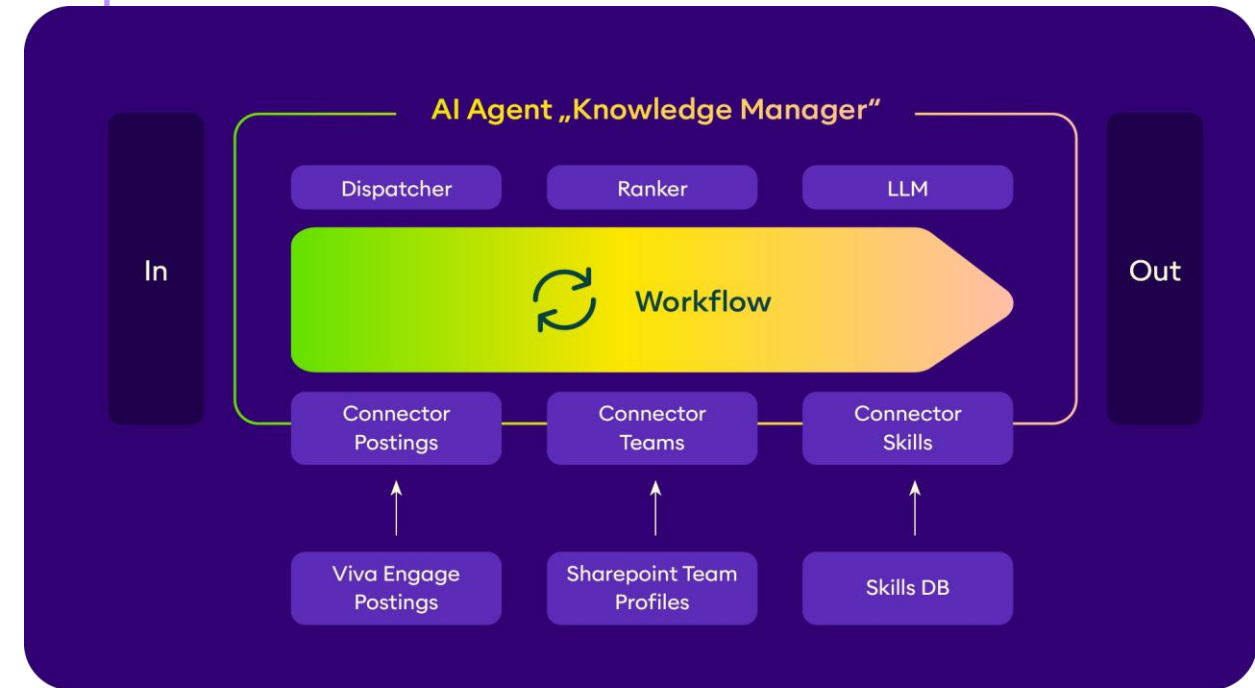 AI Agent „Knowledge Manager“
Dispatcher
Ranker
LLM
In
Workflow
Out
Connector
Postings
Connector
Teams
Connector
Skills
Viva Engage
Postings
Sharepoint Team
Profiles
Skills DB